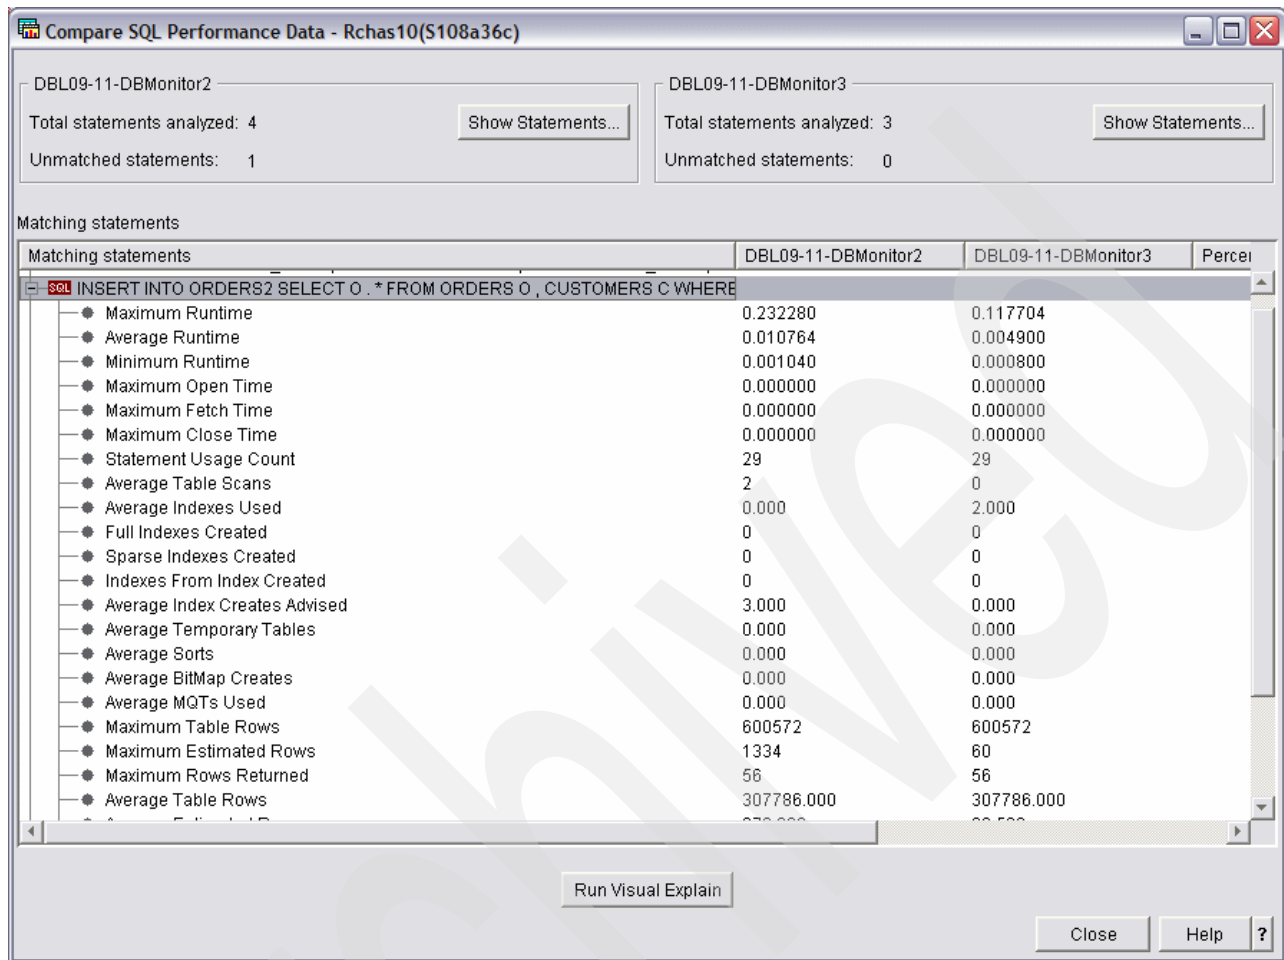 Compare SQL Performance Data - Rchas10(S108a36c)
DBL09-11-DBMonitor2
Total statements analyzed: 4
Show Statements...
Unmatched statements: 1
DBL09-11-DBMonitor3
Total statements analyzed: 3
Show Statements...
Unmatched statements: 0
Matching statements
Matching statements DBL09-11-DBMonitor2 DBL09-11-DBMonitor3 Percer
SQL INSERT INTO ORDERS2 SELECT O . * FROM ORDERS O , CUSTOMERS C WHERE
Maximum Runtime 0.232280 0.117704
Average Runtime 0.010764 0.004900
Minimum Runtime 0.001040 0.000800
Maximum Open Time 0.000000 0.000000
Maximum Fetch Time 0.000000 0.000000
Maximum Close Time 0.000000 0.000000
Statement Usage Count 29 29
Average Table Scans 2 0
Average Indexes Used 0.000 2.000
Full Indexes Created 0 0
Sparse Indexes Created 0 0
Indexes From Index Created 0 0
Average Index Creates Advised 3.000 0.000
Average Temporary Tables 0.000 0.000
Average Sorts 0.000 0.000
Average BitMap Creates 0.000 0.000
Average MQTs Used 0.000 0.000
Maximum Table Rows 600572 600572
Maximum Estimated Rows 1334 60
Maximum Rows Returned 56 56
Average Table Rows 307786.000 307786.000
Run Visual Explain
Close
Help
?